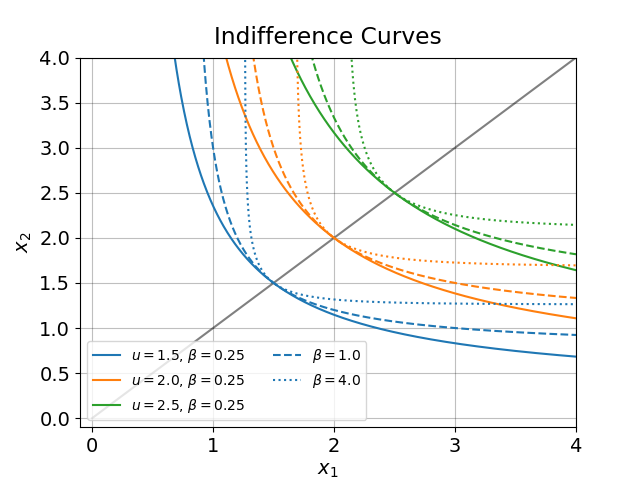 Indifference Curves
4.0
3.5
3.0
2.5
2.0
1.5
1.0
0.5
0.0
x₂
u = 1.5, β = 0.25
u = 2.0, β = 0.25
u = 2.5, β = 0.25
β = 1.0
β = 4.0
0 1 2 3 4
x₁